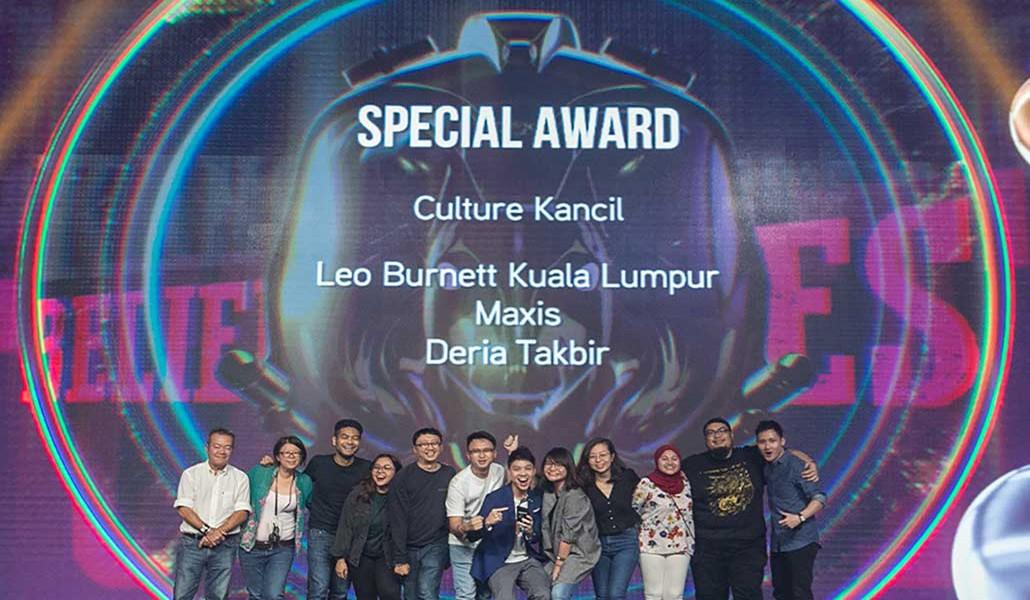 SPECIAL AWARD
Culture Kancil
Leo Burnett Kuala Lumpur
Maxis
Deria Takbir